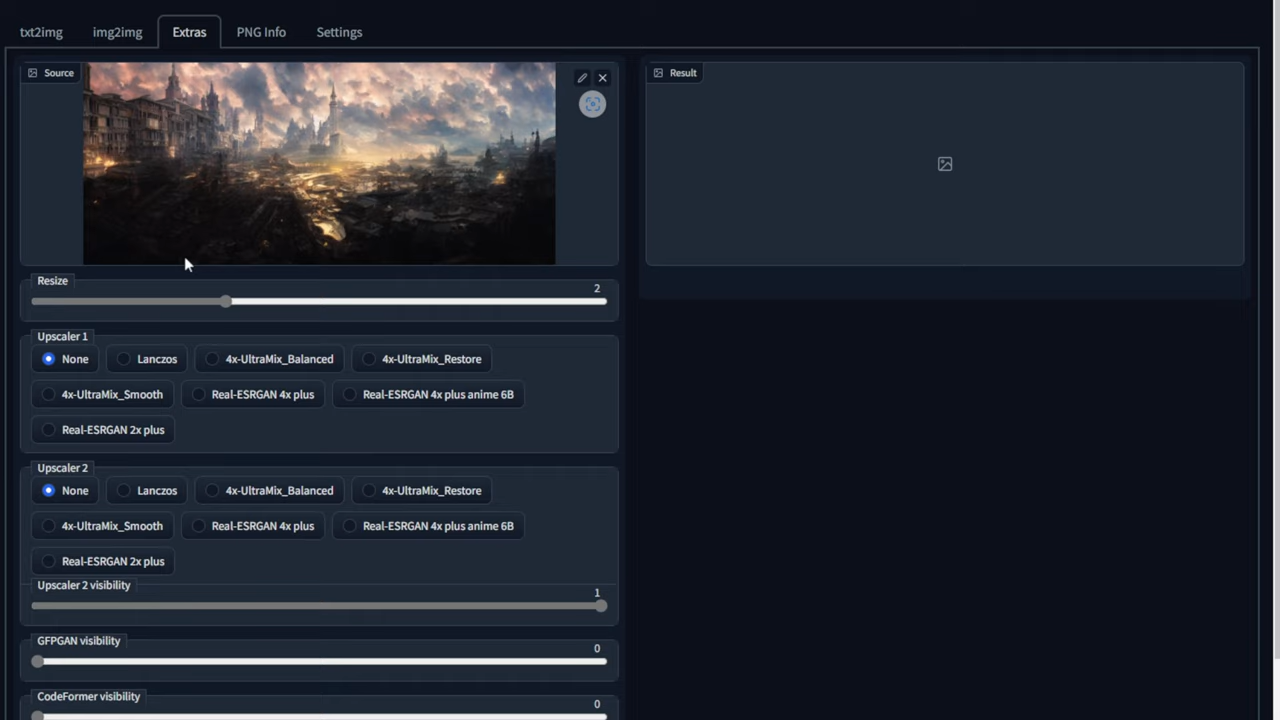 txt2img img2img Extras PNG Info Settings
Source
Result
Resize
2
Upscaler 1
None Lanczos 4x-UltraMix_Balanced 4x-UltraMix_Restore
4x-UltraMix_Smooth Real-ESRGAN 4x plus Real-ESRGAN 4x plus anime 6B
Real-ESRGAN 2x plus
Upscaler 2
None Lanczos 4x-UltraMix_Balanced 4x-UltraMix_Restore
4x-UltraMix_Smooth Real-ESRGAN 4x plus Real-ESRGAN 4x plus anime 6B
Real-ESRGAN 2x plus
Upscaler 2 visibility
1
GFPGAN visibility
0
CodeFormer visibility
0